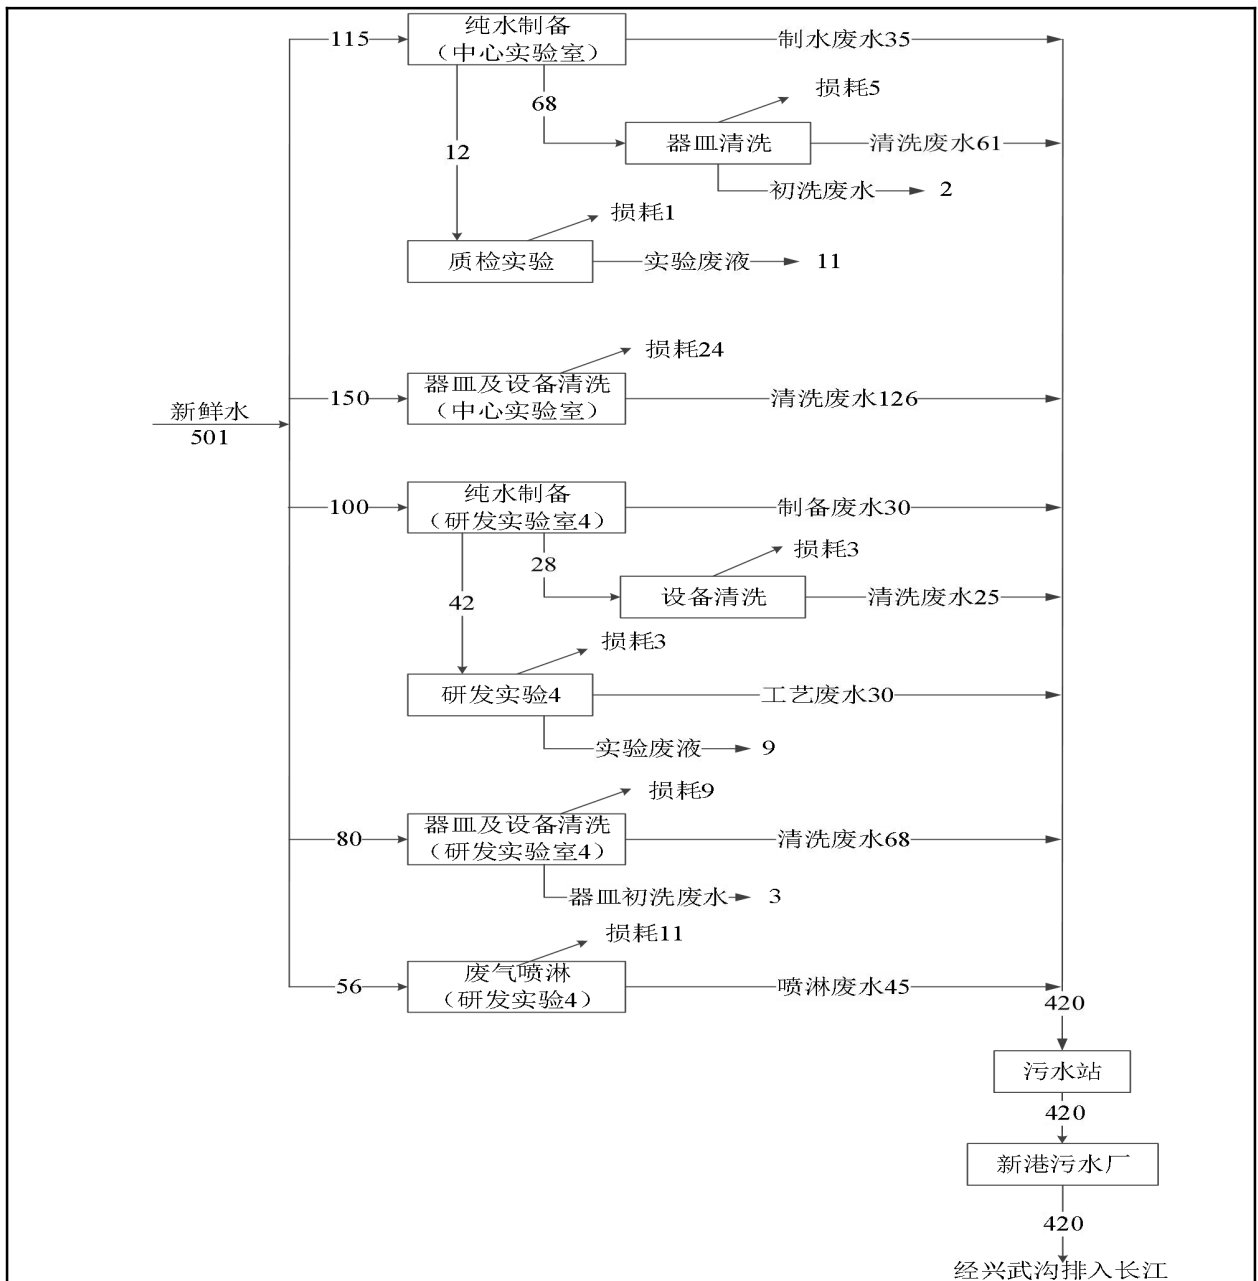 纯水制备
（中心实验室）
115
制水废水35
68
损耗5
器皿清洗
清洗废水61
12
初洗废水
2
损耗1
质检实验
实验废液
11
损耗24
器皿及设备清洗
（中心实验室）
150
清洗废水126
新鲜水
501
纯水制备
（研发实验室4）
100
制备废水30
28
损耗3
设备清洗
清洗废水25
42
损耗3
研发实验4
工艺废水30
实验废液
9
损耗9
器皿及设备清洗
（研发实验室4）
80
清洗废水68
器皿初洗废水
3
损耗11
废气喷淋
（研发实验4）
56
喷淋废水45
420
污水站
420
新港污水厂
420
经兴武沟排入长江